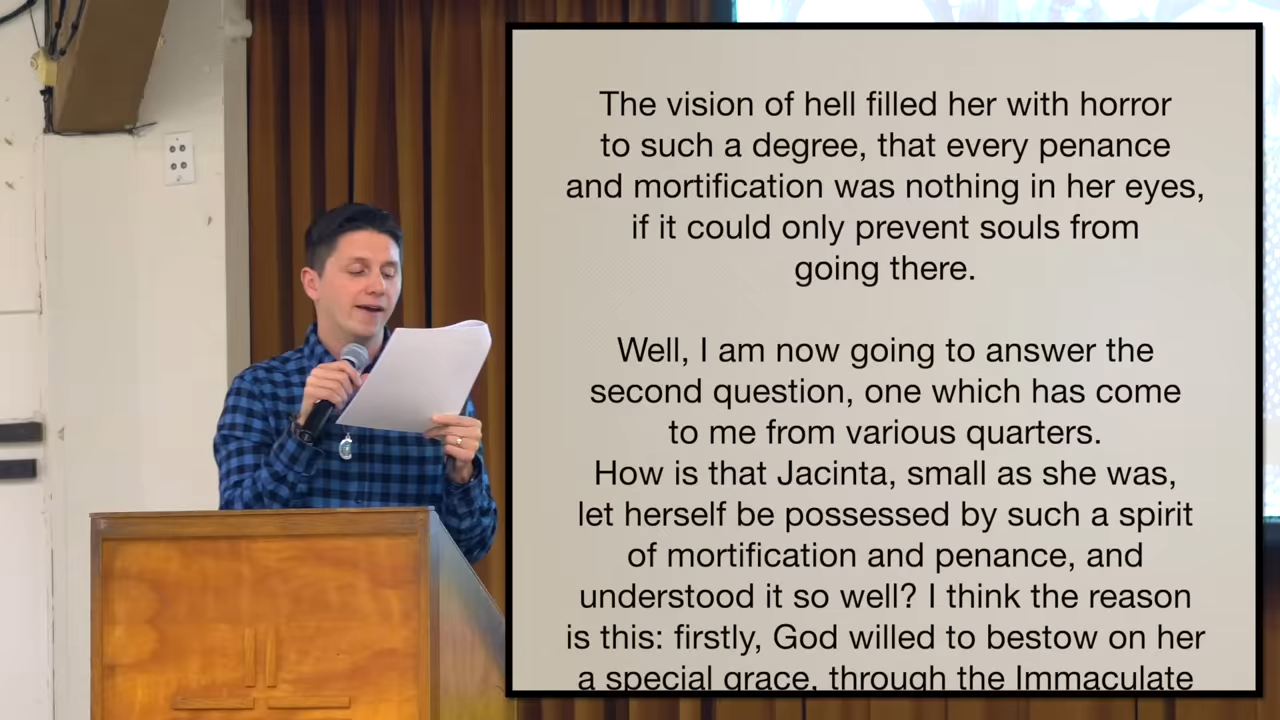 The vision of hell filled her with horror
to such a degree, that every penance
and mortification was nothing in her eyes,
if it could only prevent souls from
going there.
Well, I am now going to answer the
second question, one which has come
to me from various quarters.
How is that Jacinta, small as she was,
let herself be possessed by such a spirit
of mortification and penance, and
understood it so well? I think the reason
is this: firstly, God willed to bestow on her
a special grace, through the Immaculate